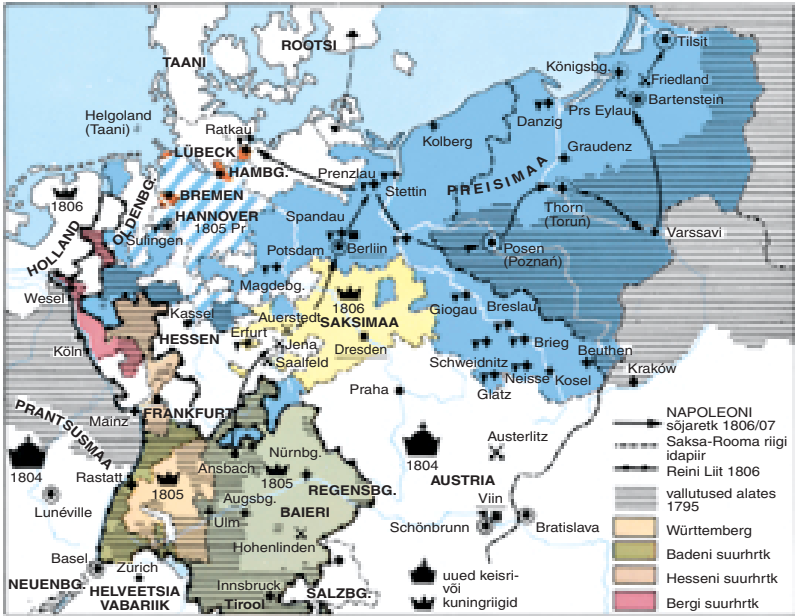 ROOTSI
TAANI
Tilsit
Königsbg.
Friedland
Bartenstein
Prs Eylau
Helgoland
(Taani)
Ratkau
Danzig
Kolberg
LÜBECK
HAMBG.
Graudenz
Prenzlau
Stettin
PREISIMAA
1806
OLDENBG.
BREMEN
HANNOVER
1805 Pr
Sulingen
Spandau
Thorn
(Toruń)
Varssavi
HOLLAND
Potsdam
Berliin
Posen
(Poznań)
Wesel
Magdebg.
1806
SAKSIMAA
Kassel
Auerstedt
Giogau
Breslau
HESSEN
Erfurt
Jena
Dresden
Brieg
Köln
Saalfeld
Schweidnitz
Beuthen
Neisse
Kosel
Glatz
Kraków
Praha
PRANTSUSMAA
Mainz
FRANKFURT
1804
1804
Austerlitz
Nürnbg.
Ansbach
1805
Rastatt
1805
REGENSBG.
AUSTRIA
Lunéville
Augsbg.
Ulm
BAIERI
Viin
Schönbrunn
Bratislava
Hohenlinden
Basel
Zürich
NEUENBG.
HELVEETSIA
VABARIIK
Innsbruck
Tirool
SALZBG.
uued keisri-
või
kuningriigid
NAPOLEONI
sõjaretk 1806/07
Saksa-Rooma riigi
idapiir
Reini Liit 1806
vallutused alates
1795
Württemberg
Badeni suurhrtk
Hesseni suurhrtk
Bergi suurhrtk